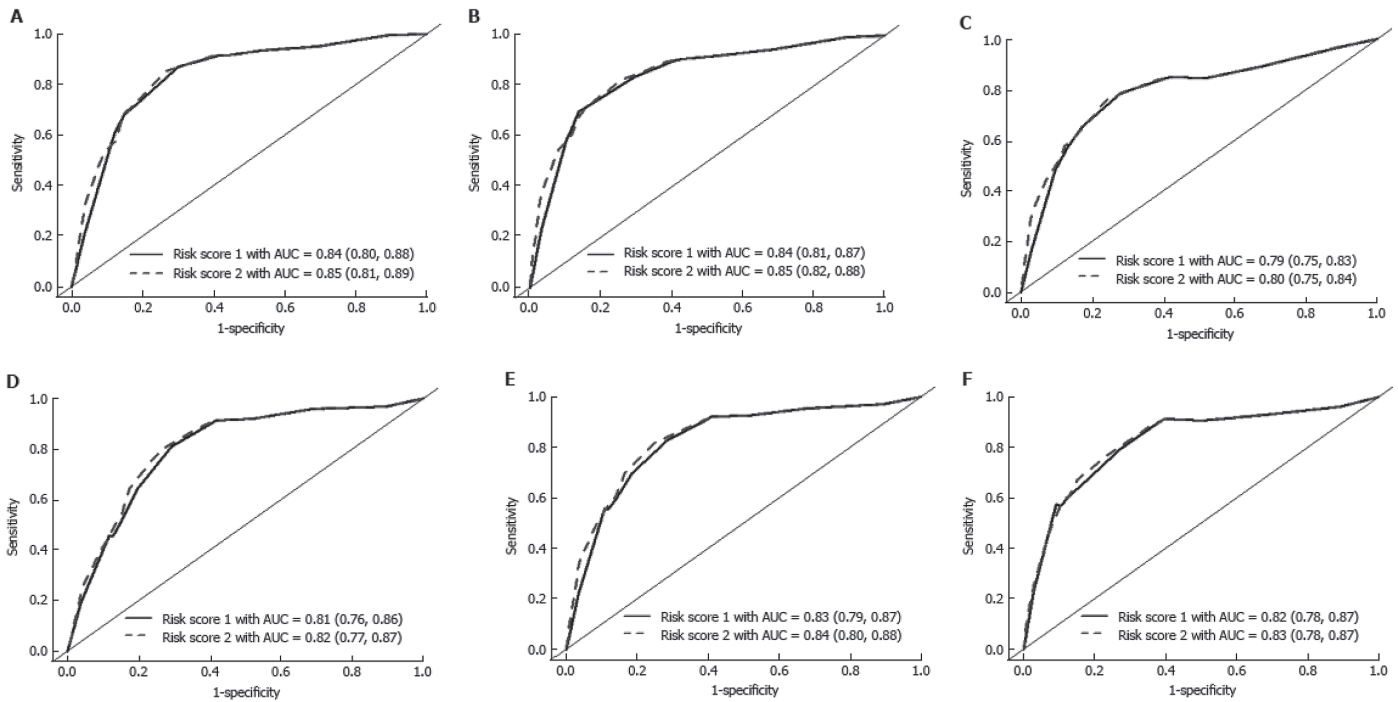 A
1.0
0.8
0.6
0.4
0.2
0.0
Sensitivity
Risk score 1 with AUC = 0.84 (0.80, 0.88)
Risk score 2 with AUC = 0.85 (0.81, 0.89)
0.0 0.2 0.4 0.6 0.8 1.0
1-specificity
B
1.0
0.8
0.6
0.4
0.2
0.0
Sensitivity
Risk score 1 with AUC = 0.84 (0.81, 0.87)
Risk score 2 with AUC = 0.85 (0.82, 0.88)
0.0 0.2 0.4 0.6 0.8 1.0
1-specificity
C
1.0
0.8
0.6
0.4
0.2
0.0
Sensitivity
Risk score 1 with AUC = 0.79 (0.75, 0.83)
Risk score 2 with AUC = 0.80 (0.75, 0.84)
0.0 0.2 0.4 0.6 0.8 1.0
1-specificity
D
1.0
0.8
0.6
0.4
0.2
0.0
Sensitivity
Risk score 1 with AUC = 0.81 (0.76, 0.86)
Risk score 2 with AUC = 0.82 (0.77, 0.87)
0.0 0.2 0.4 0.6 0.8 1.0
1-specificity
E
1.0
0.8
0.6
0.4
0.2
0.0
Sensitivity
Risk score 1 with AUC = 0.83 (0.79, 0.87)
Risk score 2 with AUC = 0.84 (0.80, 0.88)
0.0 0.2 0.4 0.6 0.8 1.0
1-specificity
F
1.0
0.8
0.6
0.4
0.2
0.0
Sensitivity
Risk score 1 with AUC = 0.82 (0.78, 0.87)
Risk score 2 with AUC = 0.83 (0.78, 0.87)
0.0 0.2 0.4 0.6 0.8 1.0
1-specificity